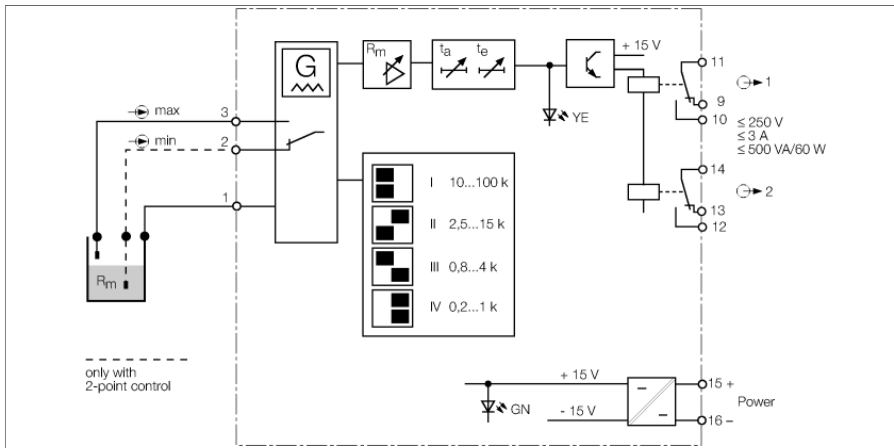 G
Rm
ta te
+ 15 V
11
1
9
10
≤ 250 V
≤ 3 A
≤ 500 VA/60 W
YE
max
3
min
2
1
Rm
I 10...100 k
II 2,5...15 k
III 0,8...4 k
IV 0,2...1 k
14
2
13
12
only with
2-point control
+ 15 V
15 +
GN
- 15 V
Power
16 –